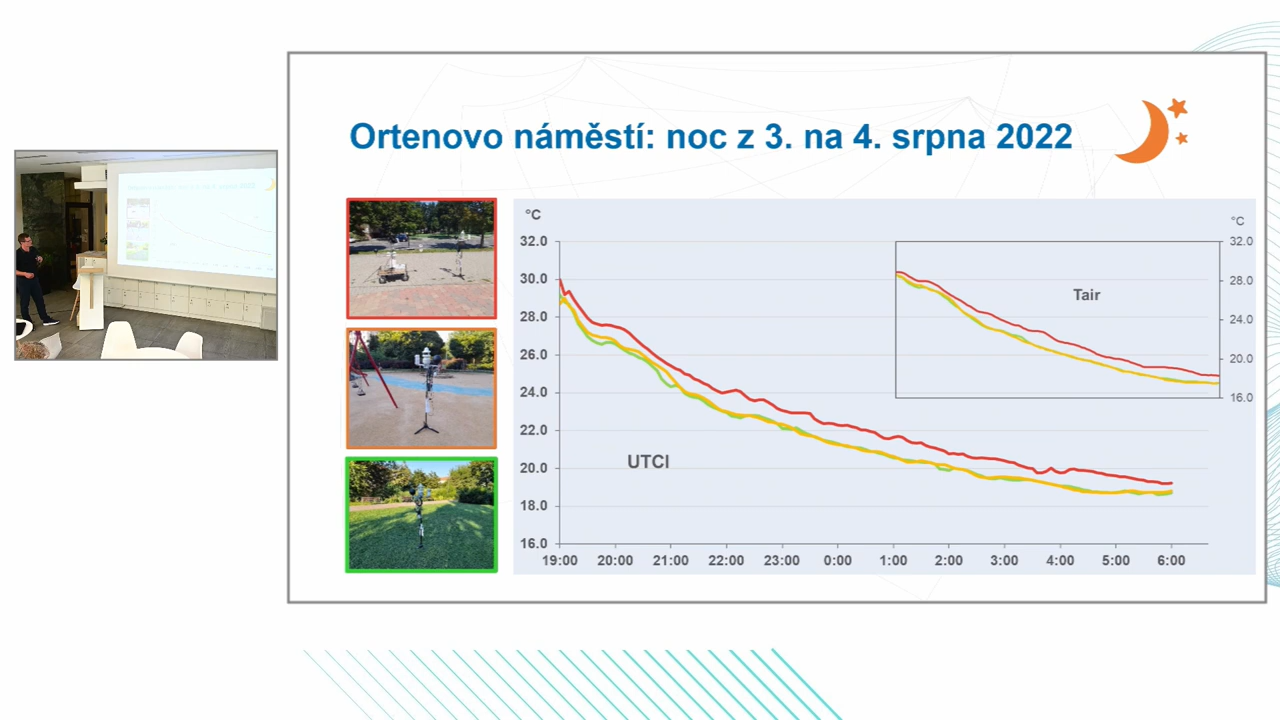 Ortenovo náměstí: noc z 3. na 4. srpna 2022
°C
32.0
30.0
28.0
26.0
24.0
22.0
20.0
18.0
16.0
19:00 20:00 21:00 22:00 23:00 0:00 1:00 2:00 3:00 4:00 5:00 6:00
UTCI
°C
32.0
28.0
24.0
20.0
16.0
Tair